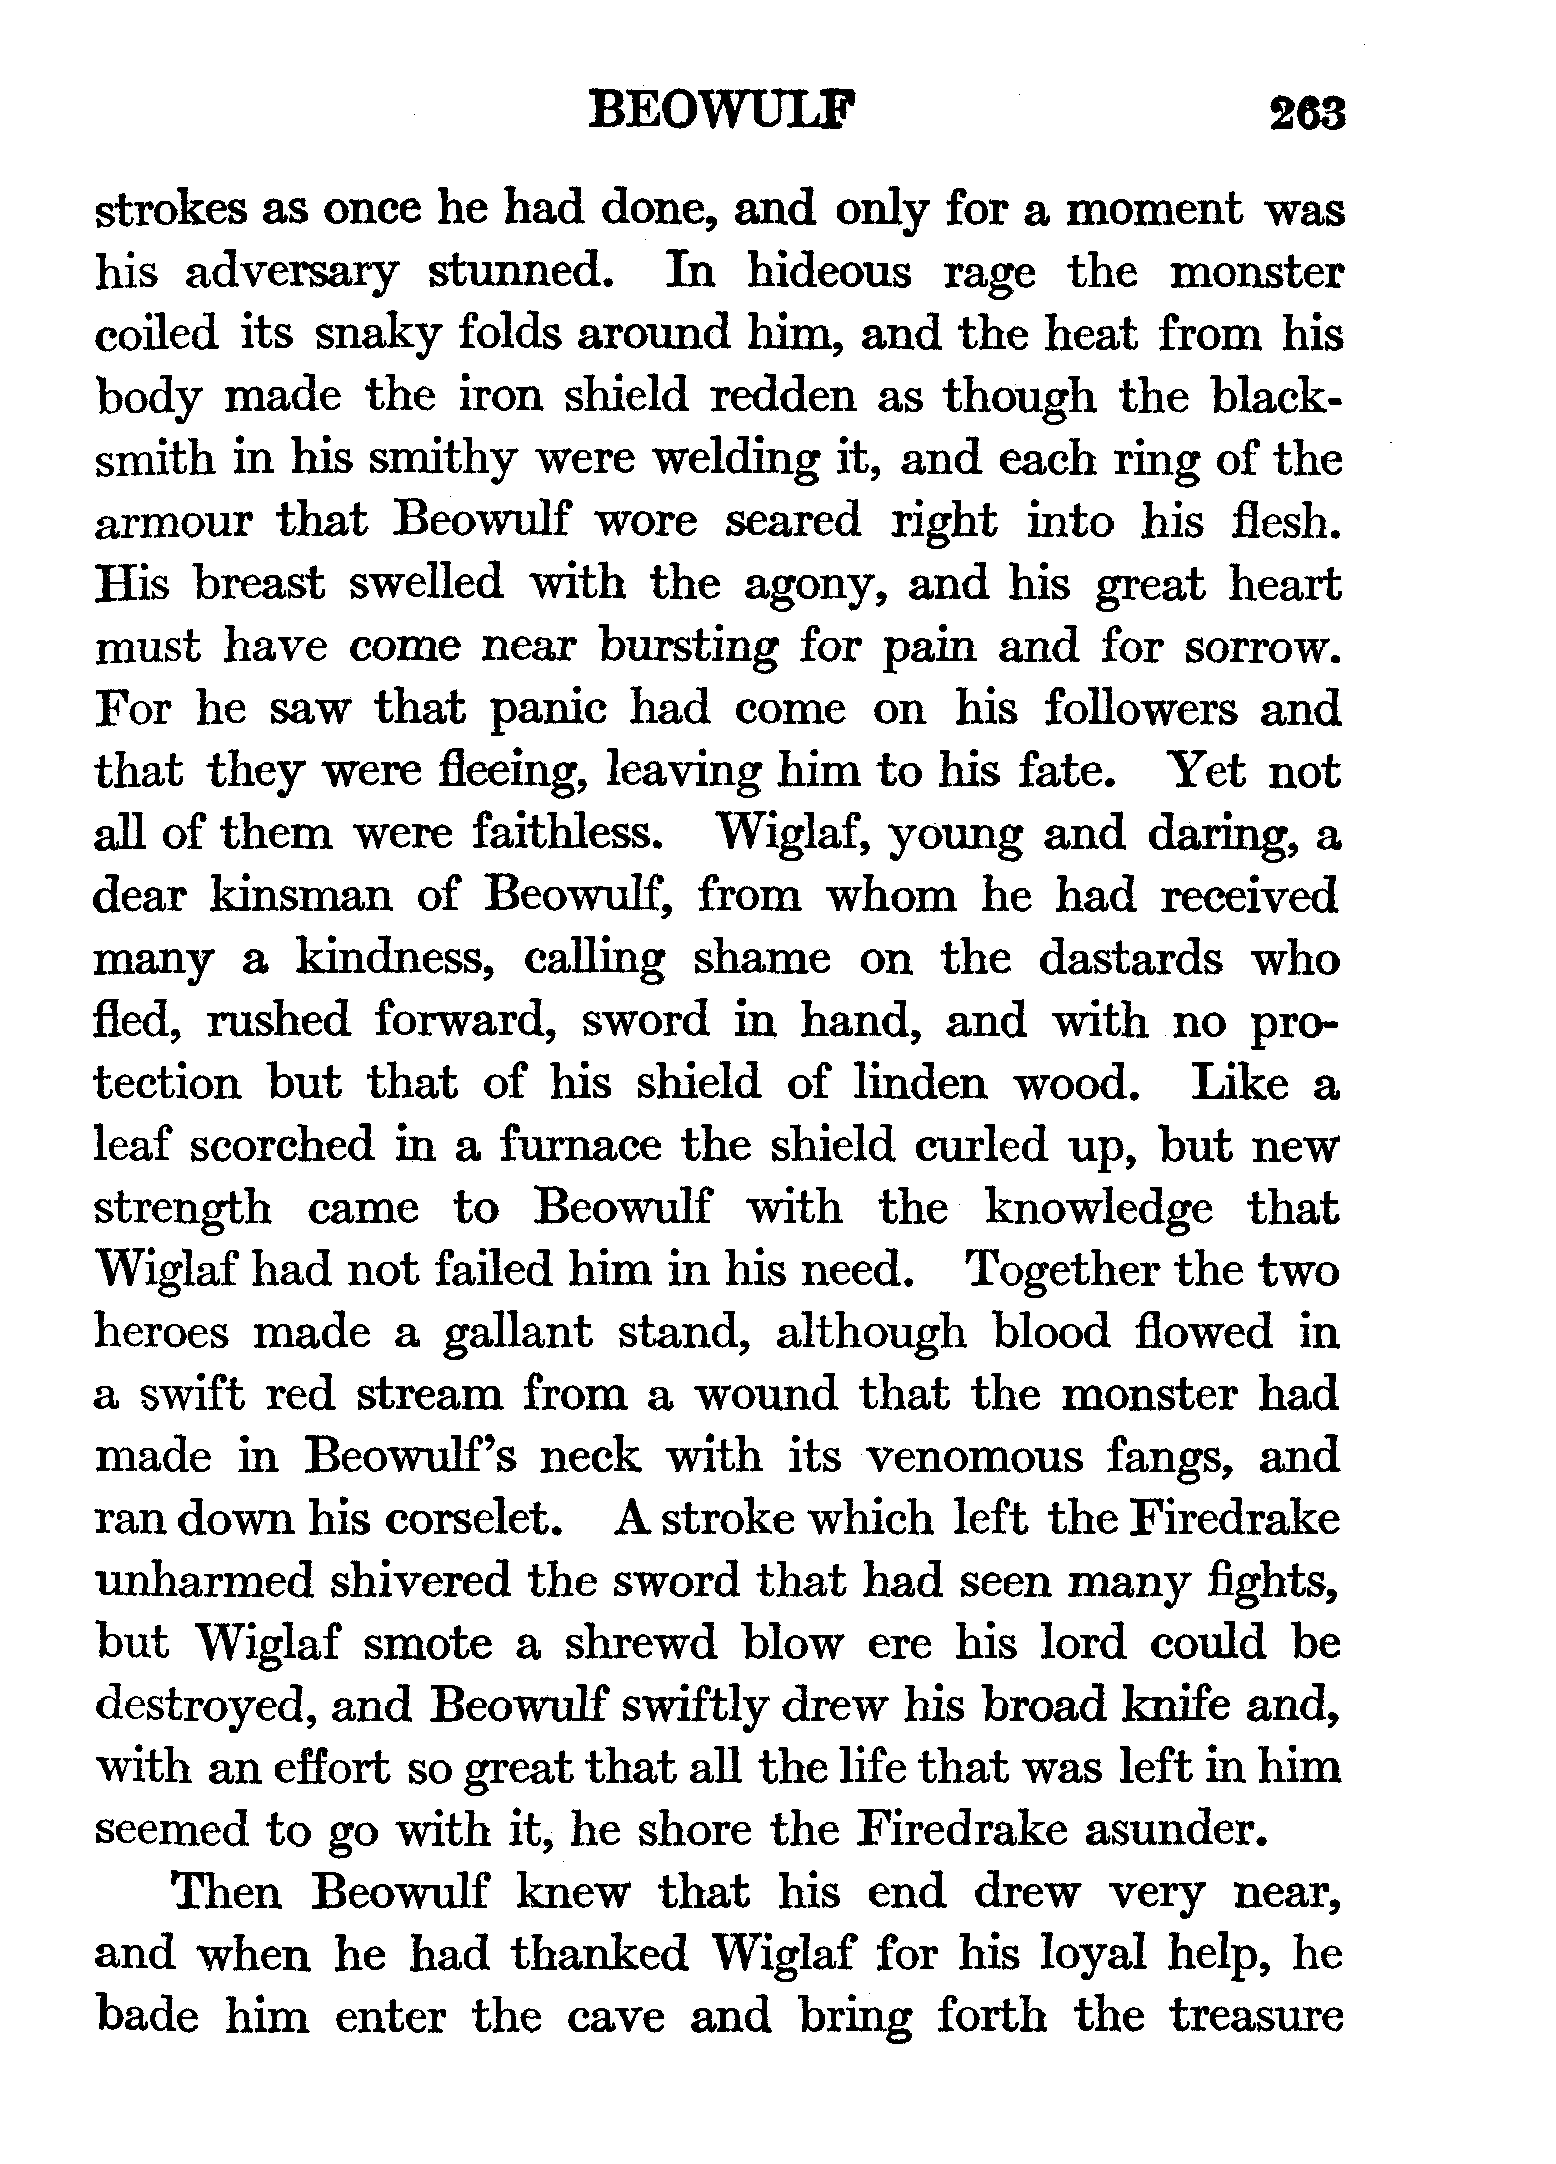 BEOWULF 263
strokes as once he had done, and only for a moment was
his adversary stunned. In hideous rage the monster
coiled its snaky folds around him, and the heat from his
body made the iron shield redden as though the black-
smith in his smithy were welding it, and each ring of the
armour that Beowulf wore seared right into his flesh.
His breast swelled with the agony, and his great heart
must have come near bursting for pain and for sorrow.
For he saw that panic had come on his followers and
that they were fleeing, leaving him to his fate. Yet not
all of them were faithless. Wiglaf, young and daring, a
dear kinsman of Beowulf, from whom he had received
many a kindness, calling shame on the dastards who
fled, rushed forward, sword in hand, and with no pro-
tection but that of his shield of linden wood. Like a
leaf scorched in a furnace the shield curled up, but new
strength came to Beowulf with the knowledge that
Wiglaf had not failed him in his need. Together the two
heroes made a gallant stand, although blood flowed in
a swift red stream from a wound that the monster had
made in Beowulf's neck with its venomous fangs, and
ran down his corselet. A stroke which left the Firedrake
unharmed shivered the sword that had seen many fights,
but Wiglaf smote a shrewd blow ere his lord could be
destroyed, and Beowulf swiftly drew his broad knife and,
with an effort so great that all the life that was left in him
seemed to go with it, he shore the Firedrake asunder.
Then Beowulf knew that his end drew very near,
and when he had thanked Wiglaf for his loyal help, he
bade him enter the cave and bring forth the treasure